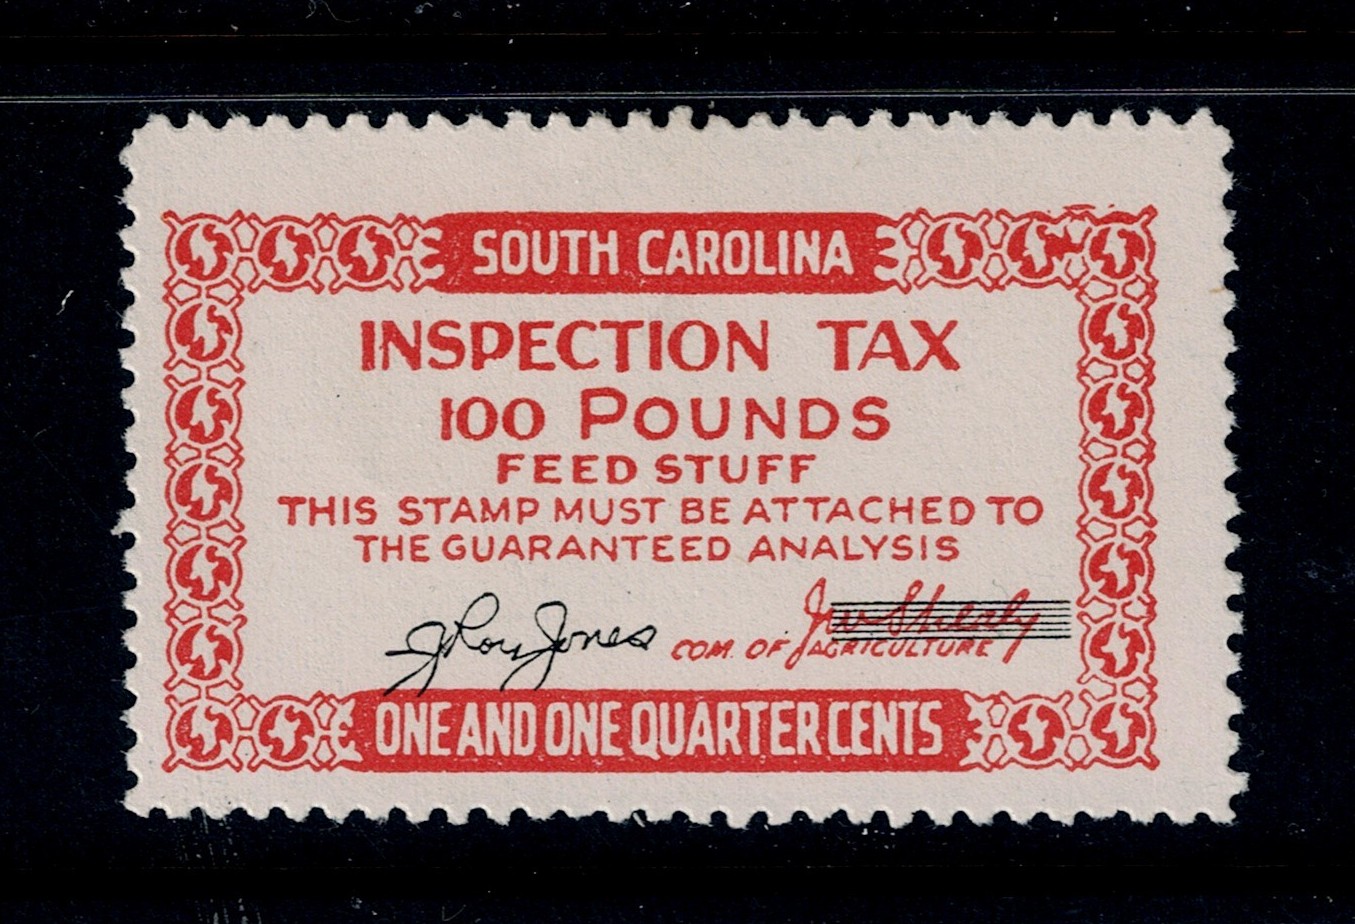 SOUTH CAROLINA
INSPECTION TAX
100 POUNDS
FEED STUFF
THIS STAMP MUST BE ATTACHED TO
THE GUARANTEED ANALYSIS
J Roy Jones
COM. OF AGRICULTURE
ONE AND ONE QUARTER CENTS